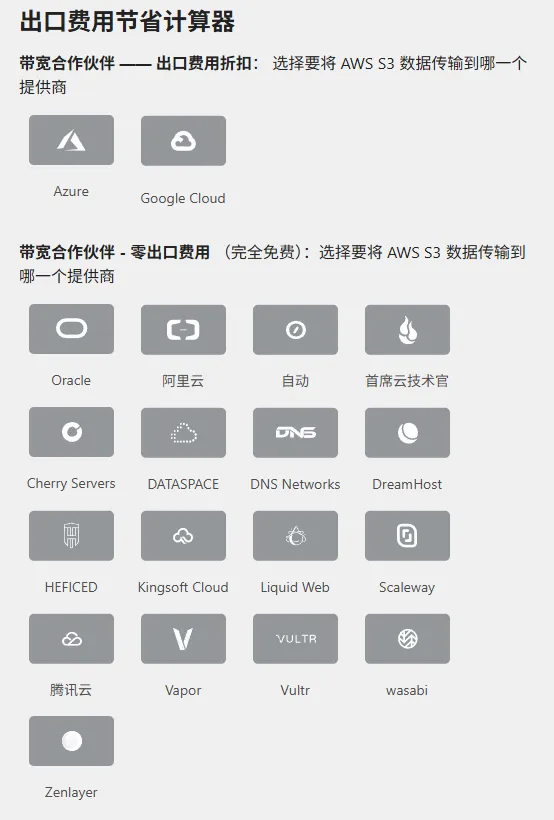 出口费用节省计算器
带宽合作伙伴 —— 出口费用折扣： 选择要将 AWS S3 数据传输到哪一个
提供商
Azure Google Cloud
带宽合作伙伴 - 零出口费用 （完全免费）：选择要将 AWS S3 数据传输到
哪一个提供商
Oracle 阿里云 自动 首席云技术官
DNS
Cherry Servers DATASPACE DNS Networks DreamHost
HEFICED Kingsoft Cloud Liquid Web Scaleway
VULTR
腾讯云 Vapor Vultr wasabi
Zenlayer